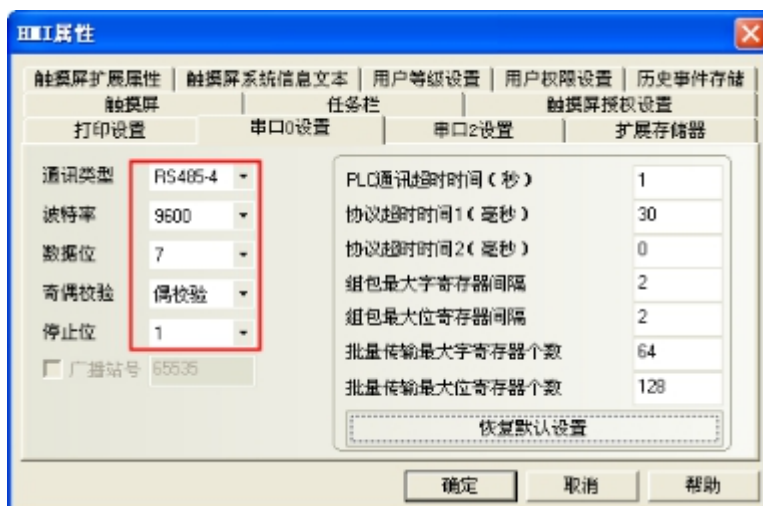 HMI属性
触摸屏扩展属性 触摸屏系统信息文本 用户等级设置 用户权限设置 历史事件存储
触摸屏 任务栏 触摸屏授权设置
打印设置 串口0设置 串口2设置 扩展存储器
通讯类型 RS485-4
波特率 9600
数据位 7
奇偶校验 偶校验
停止位 1
广播站号 65535
PLC通讯超时时间(秒) 1
协议超时时间1(毫秒) 30
协议超时时间2(毫秒) 0
组包最大字寄存器间隔 2
组包最大位寄存器间隔 2
批量传输最大字寄存器个数 64
批量传输最大位寄存器个数 128
恢复默认设置
确定 取消 帮助